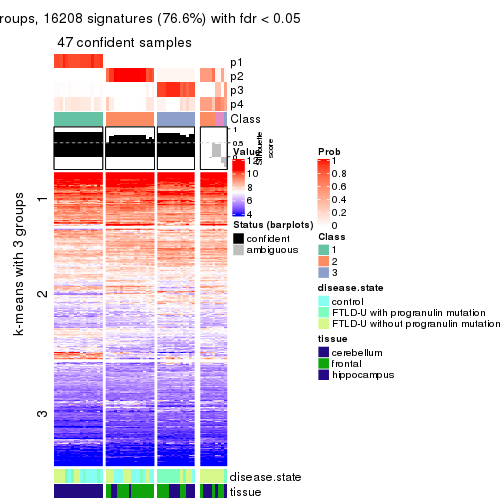 roups, 16208 signatures (76.6%) with fdr < 0.05
47 confident samples
p1
p2
p3
p4
Class
1
0.5
0
Silhouette
score
k-means with 3 groups
1
2
3
disease.state
tissue
Value
12
10
8
6
4
Status (barplots)
confident
ambiguous
Prob
1
0.8
0.6
0.4
0.2
0
Class
1
2
3
disease.state
control
FTLD-U with progranulin mutation
FTLD-U without progranulin mutation
tissue
cerebellum
frontal
hippocampus